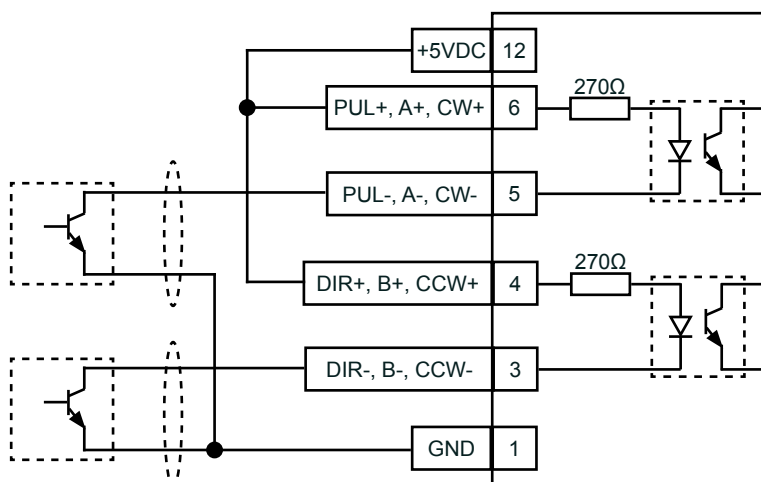 +5VDC 12
270Ω
PUL+, A+, CW+ 6
PUL-, A-, CW- 5
270Ω
DIR+, B+, CCW+ 4
DIR-, B-, CCW- 3
GND 1